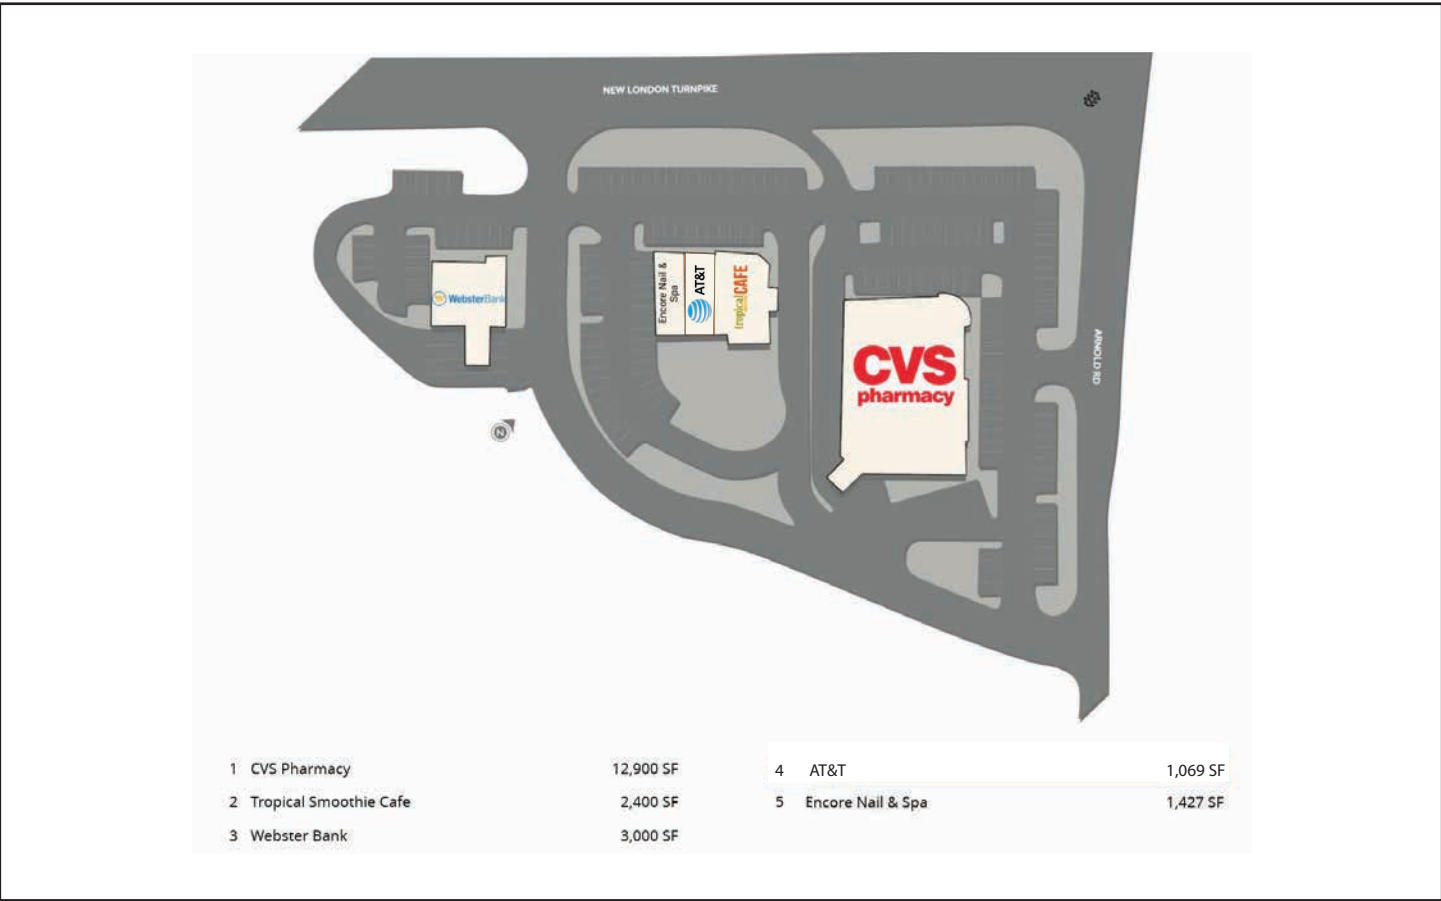 NEW LONDON TURNPIKE
ARNOLD RD
WebsterBank
Encore Nail &
Spa
AT&T
tropical CAFE
CVS
pharmacy
N
1 CVS Pharmacy 12,900 SF
2 Tropical Smoothie Cafe 2,400 SF
3 Webster Bank 3,000 SF
4 AT&T 1,069 SF
5 Encore Nail & Spa 1,427 SF